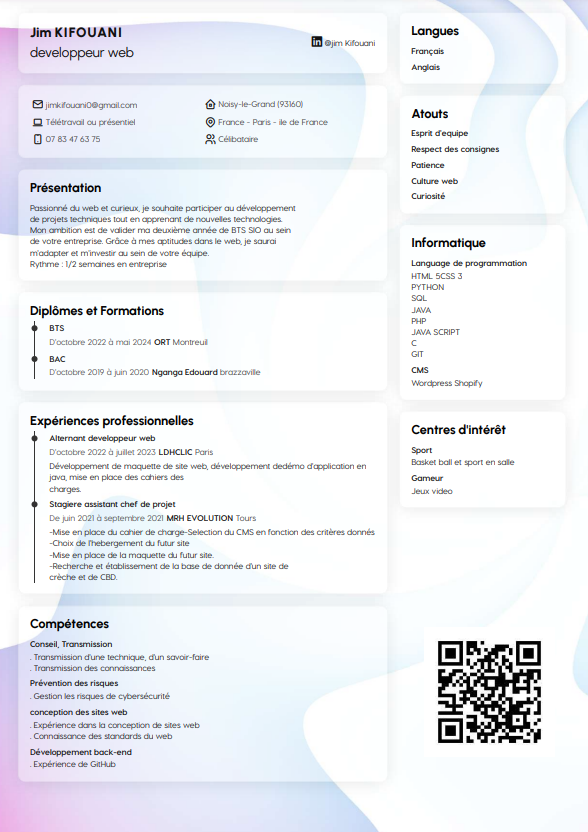 Jim KIFOUANI
developpeur web
@jim Kifouani
jimkifouani0@gmail.com
Noisy-le-Grand (93160)
Télétravail ou présentiel
France - Paris - ile de France
07 83 47 63 75
Célibataire
Présentation
Passionné du web et curieux, je souhaite participer au développement
de projets techniques tout en apprenant de nouvelles technologies.
Mon ambition est de valider ma deuxième année de BTS SIO au sein
de votre entreprise. Grâce à mes aptitudes dans le web, je saurai
m'adapter et m'investir au sein de votre équipe.
Rythme : 1/2 semaines en entreprise
Diplômes et Formations
BTS
D'octobre 2022 à mai 2024 ORT Montreuil
BAC
D'octobre 2019 à juin 2020 Nganga Edouard brazzaville
Expériences professionnelles
Alternant developpeur web
D'octobre 2022 à juillet 2023 LDHCLIC Paris
Développement de maquette de site web, développement dedémo d'application en
java, mise en place des cahiers des
charges.
Stagiere assistant chef de projet
De juin 2021 à septembre 2021 MRH EVOLUTION Tours
-Mise en place du cahier de charge-Selection du CMS en fonction des critères donnés
-Choix de l'hebergement du futur site
-Mise en place de la maquette du futur site.
-Recherche et établissement de la base de donnée d'un site de
crèche et de CBD.
Compétences
Conseil, Transmission
. Transmission d'une technique, d'un savoir-faire
. Transmission des connaissances
Prévention des risques
. Gestion les risques de cybersécurité
conception des sites web
. Expérience dans la conception de sites web
. Connaissance des standards du web
Développement back-end
. Expérience de GitHub
Langues
Français
Anglais
Atouts
Esprit d'equipe
Respect des consignes
Patience
Culture web
Curiosité
Informatique
Language de programmation
HTML 5CSS 3
PYTHON
SQL
JAVA
PHP
JAVA SCRIPT
C
GIT
CMS
Wordpress Shopify
Centres d'intérêt
Sport
Basket ball et sport en salle
Gameur
Jeux video